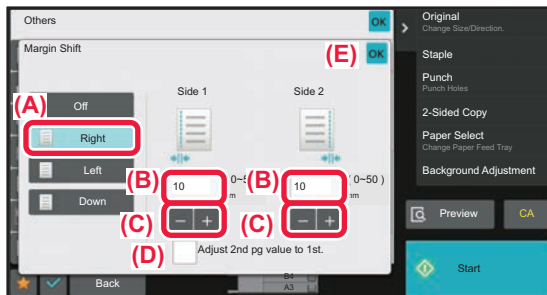 Others
OK
Margin Shift
(E)
OK
(A)
Off
Right
Left
Down
Side 1
Side 2
(B)
10
(B)
10
( 0~50 )
(C)
− +
(C)
− +
(D)
Adjust 2nd pg value to 1st.
Back
B4
A3
Original
Change Size/Direction.
Staple
Punch
Punch Holes
2-Sided Copy
Paper Select
Change Paper Feed Tray
Background Adjustment
Preview
CA
Start